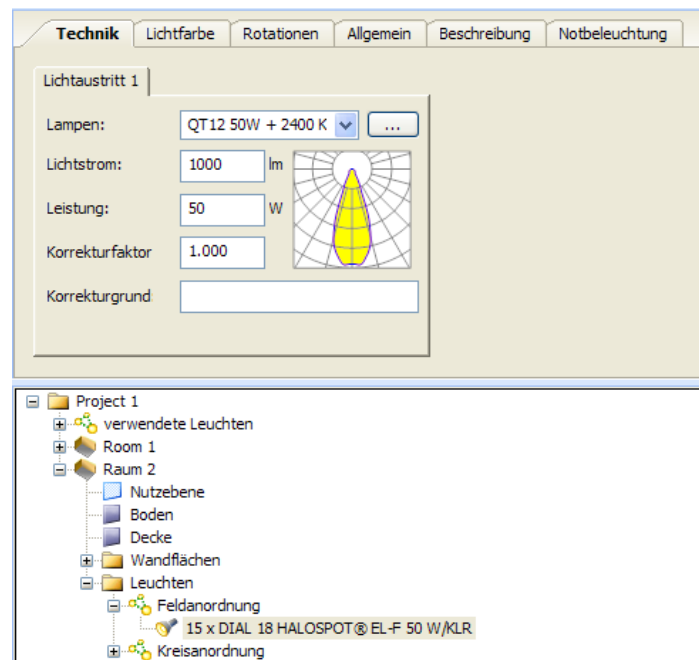 Technik Lichtfarbe Rotationen Allgemein Beschreibung Notbeleuchtung
Lichtaustritt 1
Lampen: QT12 50W + 2400 K ...
Lichtstrom: 1000 lm
Leistung: 50 W
Korrekturfaktor 1.000
Korrekturgrund
Project 1
verwendete Leuchten
Room 1
Raum 2
Nutzebene
Boden
Decke
Wandflächen
Leuchten
Feldanordnung
15 x DIAL 18 HALOSPOT® EL-F 50 W/KLR
Kreisanordnung